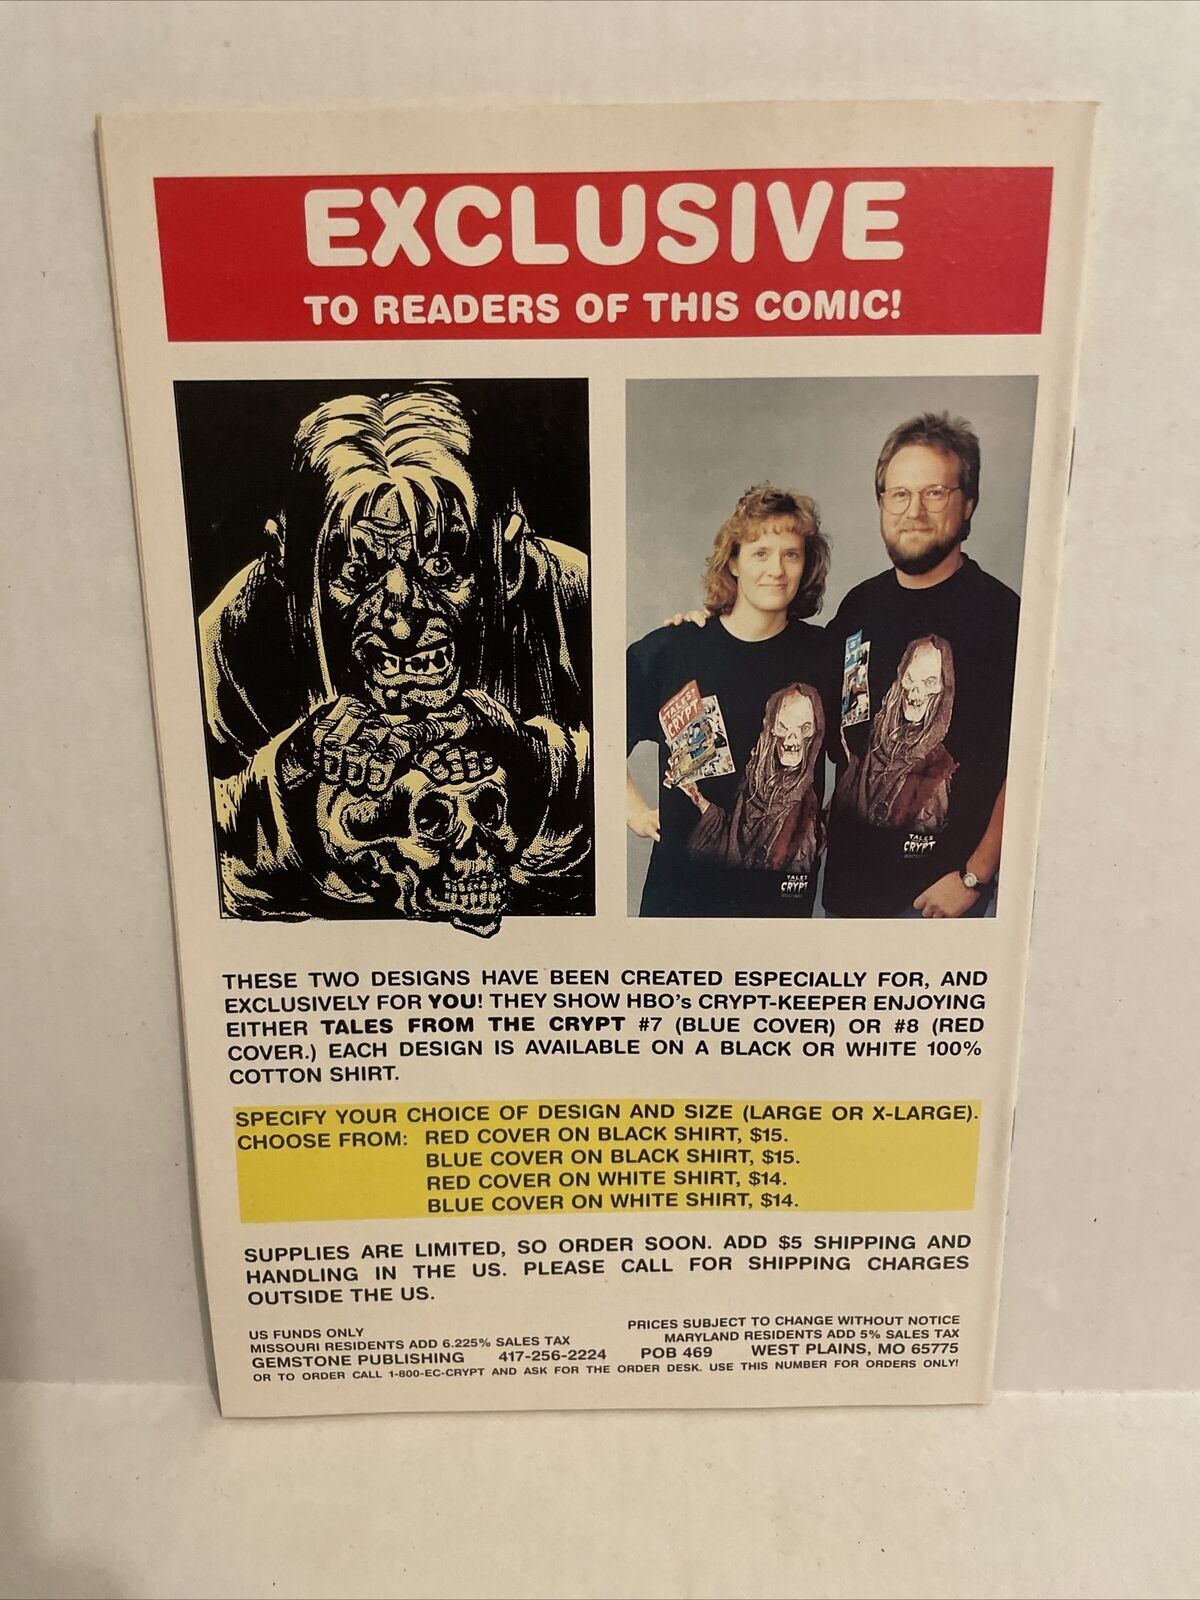 EXCLUSIVE
TO READERS OF THIS COMIC!
TALES
CRYPT
TALES
CRYPT
TALES
CRYPT
THESE TWO DESIGNS HAVE BEEN CREATED ESPECIALLY FOR, AND
EXCLUSIVELY FOR YOU! THEY SHOW HBO's CRYPT-KEEPER ENJOYING
EITHER TALES FROM THE CRYPT #7 (BLUE COVER) OR #8 (RED
COVER.) EACH DESIGN IS AVAILABLE ON A BLACK OR WHITE 100%
COTTON SHIRT.
SPECIFY YOUR CHOICE OF DESIGN AND SIZE (LARGE OR X-LARGE).
CHOOSE FROM: RED COVER ON BLACK SHIRT, $15.
BLUE COVER ON BLACK SHIRT, $15.
RED COVER ON WHITE SHIRT, $14.
BLUE COVER ON WHITE SHIRT, $14.
SUPPLIES ARE LIMITED, SO ORDER SOON. ADD $5 SHIPPING AND
HANDLING IN THE US. PLEASE CALL FOR SHIPPING CHARGES
OUTSIDE THE US.
US FUNDS ONLY PRICES SUBJECT TO CHANGE WITHOUT NOTICE
MISSOURI RESIDENTS ADD 6.225% SALES TAX MARYLAND RESIDENTS ADD 5% SALES TAX
GEMSTONE PUBLISHING 417-256-2224 POB 469 WEST PLAINS, MO 65775
OR TO ORDER CALL 1-800-EC-CRYPT AND ASK FOR THE ORDER DESK. USE THIS NUMBER FOR ORDERS ONLY!